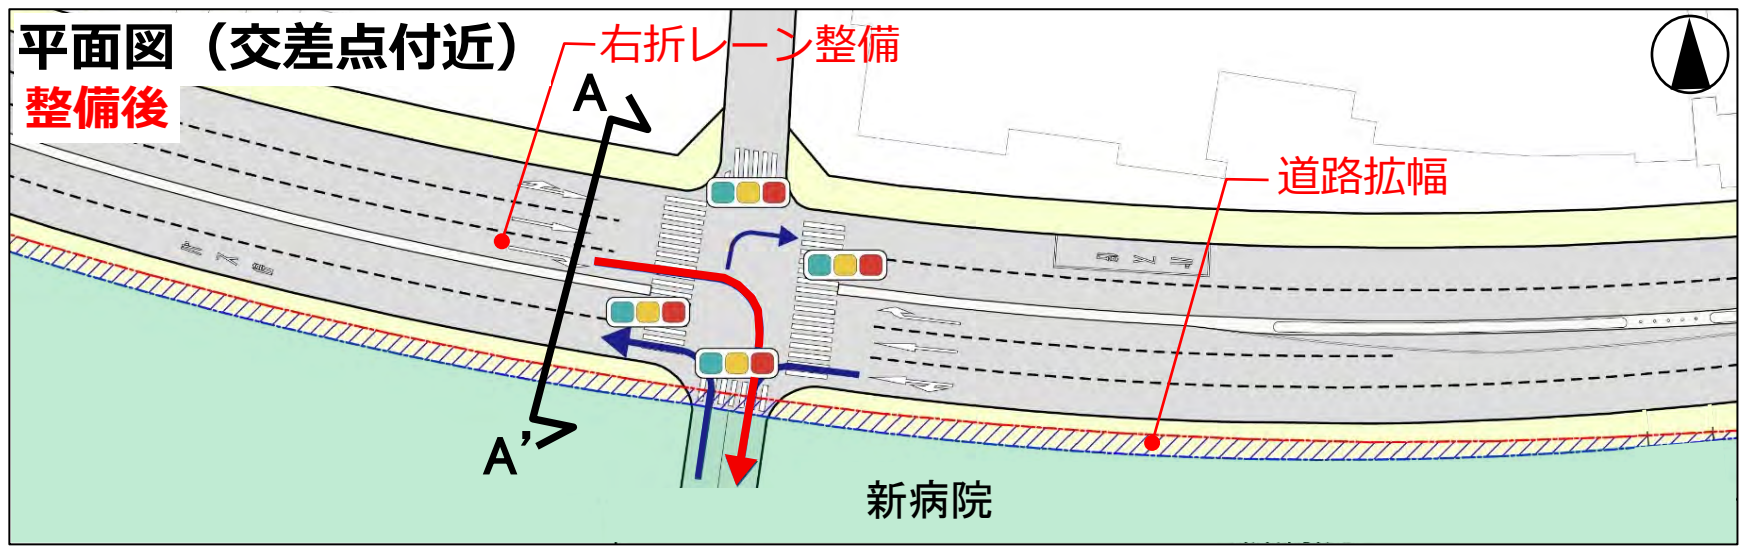 平面図（交差点付近）
整備後
右折レーン整備
A
道路拡幅
A’
新病院